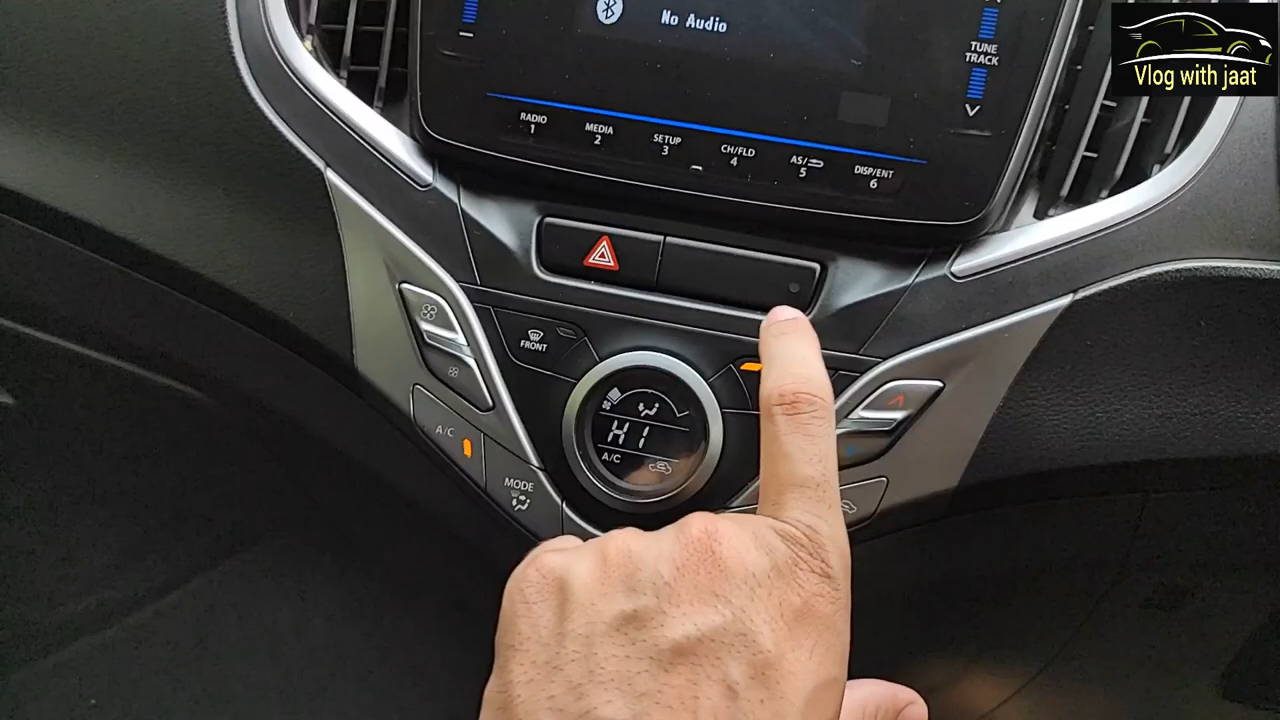 No Audio
TUNE
TRACK
Vlog with jaat
RADIO
1
MEDIA
2
SETUP
3
CH/FLD
4
AS/
5
DISP/ENT
6
FRONT
A/C
MODE
HI
A/C